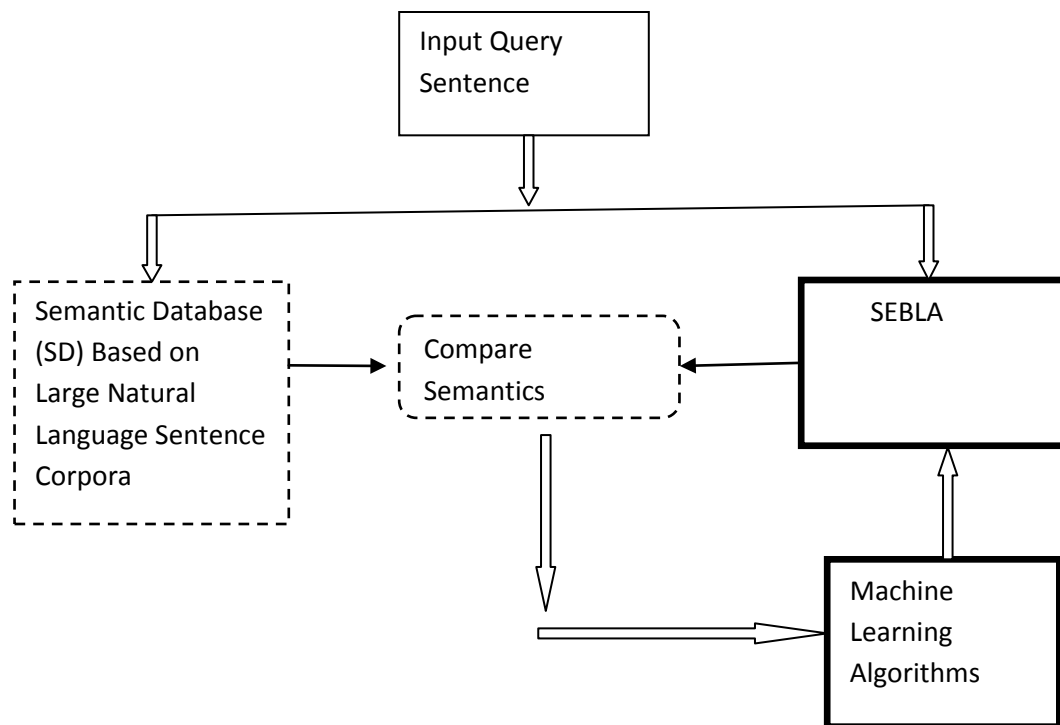 Input Query
Sentence
Semantic Database
(SD) Based on
Large Natural
Language Sentence
Corpora
Compare
Semantics
SEBLA
Machine
Learning
Algorithms